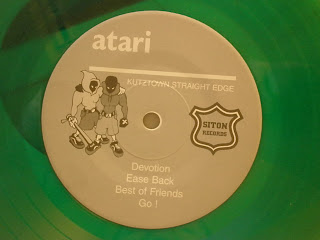 atari
KUTZTOWN STRAIGHT EDGE
SITON
RECORDS
Devotion
Ease Back
Best of Friends
Go !